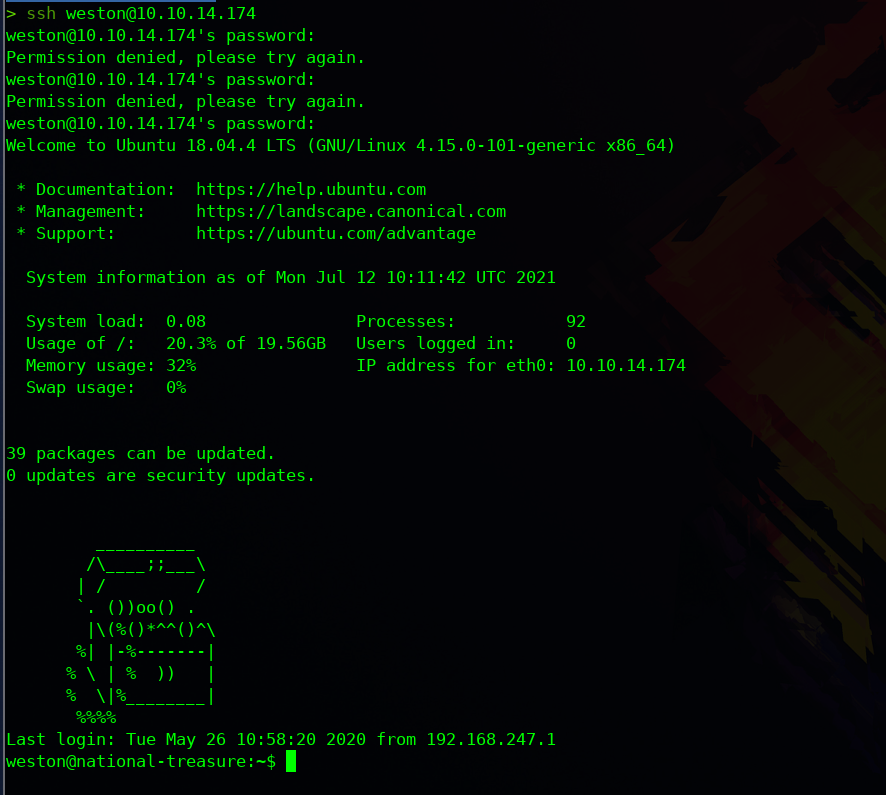 > ssh weston@10.10.14.174
weston@10.10.14.174's password:
Permission denied, please try again.
weston@10.10.14.174's password:
Permission denied, please try again.
weston@10.10.14.174's password:
Welcome to Ubuntu 18.04.4 LTS (GNU/Linux 4.15.0-101-generic x86_64)

 * Documentation:  https://help.ubuntu.com
 * Management:     https://landscape.canonical.com
 * Support:        https://ubuntu.com/advantage

  System information as of Mon Jul 12 10:11:42 UTC 2021

  System load:  0.08               Processes:           92
  Usage of /:   20.3% of 19.56GB   Users logged in:     0
  Memory usage: 32%                IP address for eth0: 10.10.14.174
  Swap usage:   0%


39 packages can be updated.
0 updates are security updates.


         __________
        /\____;;___\
       | /         /
       `. ())oo() .
        |\(%()*^^()^\
       %| |-%-------|
      % \ | %  ))   |
      %  \|%________|
       %%%%
Last login: Tue May 26 10:58:20 2020 from 192.168.247.1
weston@national-treasure:~$